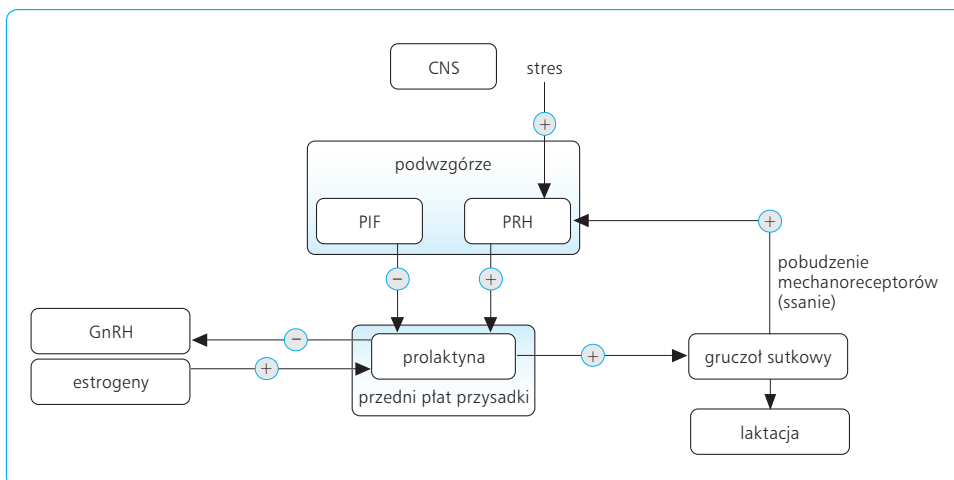 CNS
stres
+
podwzgórze
PIF
PRH
+
−
+
pobudzenie
mechanoreceptorów
(ssanie)
GnRH
−
prolaktyna
+
gruczoł sutkowy
estrogeny
+
przedni płat przysadki
laktacja